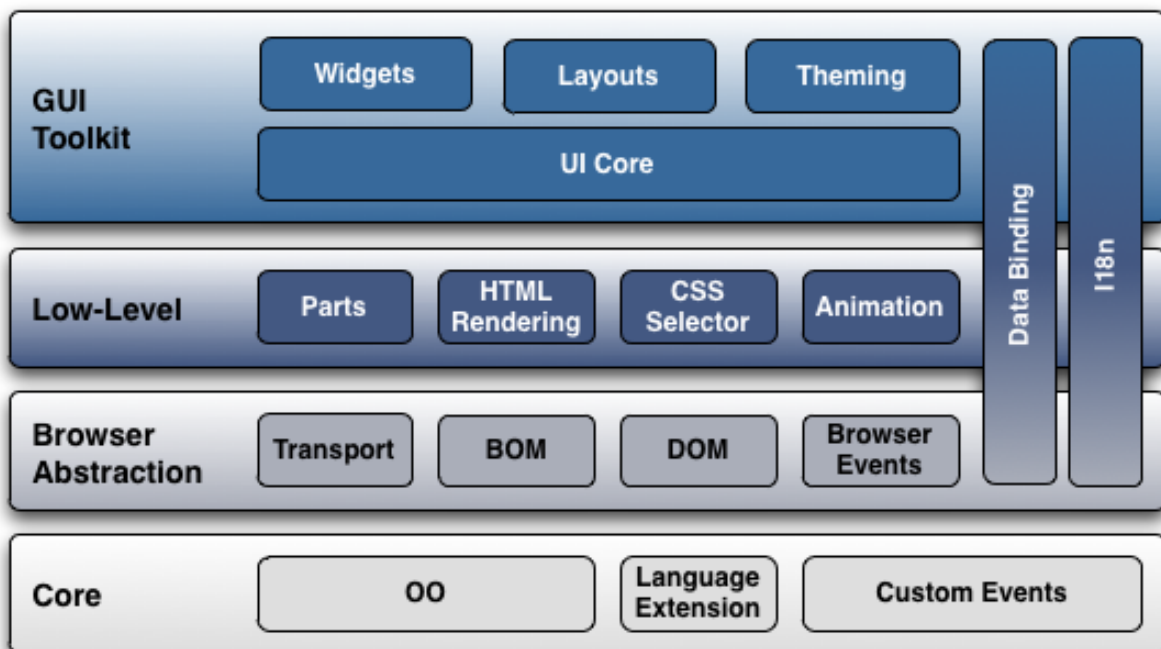 GUI
Toolkit
Widgets
Layouts
Theming
UI Core
Data Binding
I18n
Low-Level
Parts
HTML
Rendering
CSS
Selector
Animation
Browser
Abstraction
Transport
BOM
DOM
Browser
Events
Core
OO
Language
Extension
Custom Events